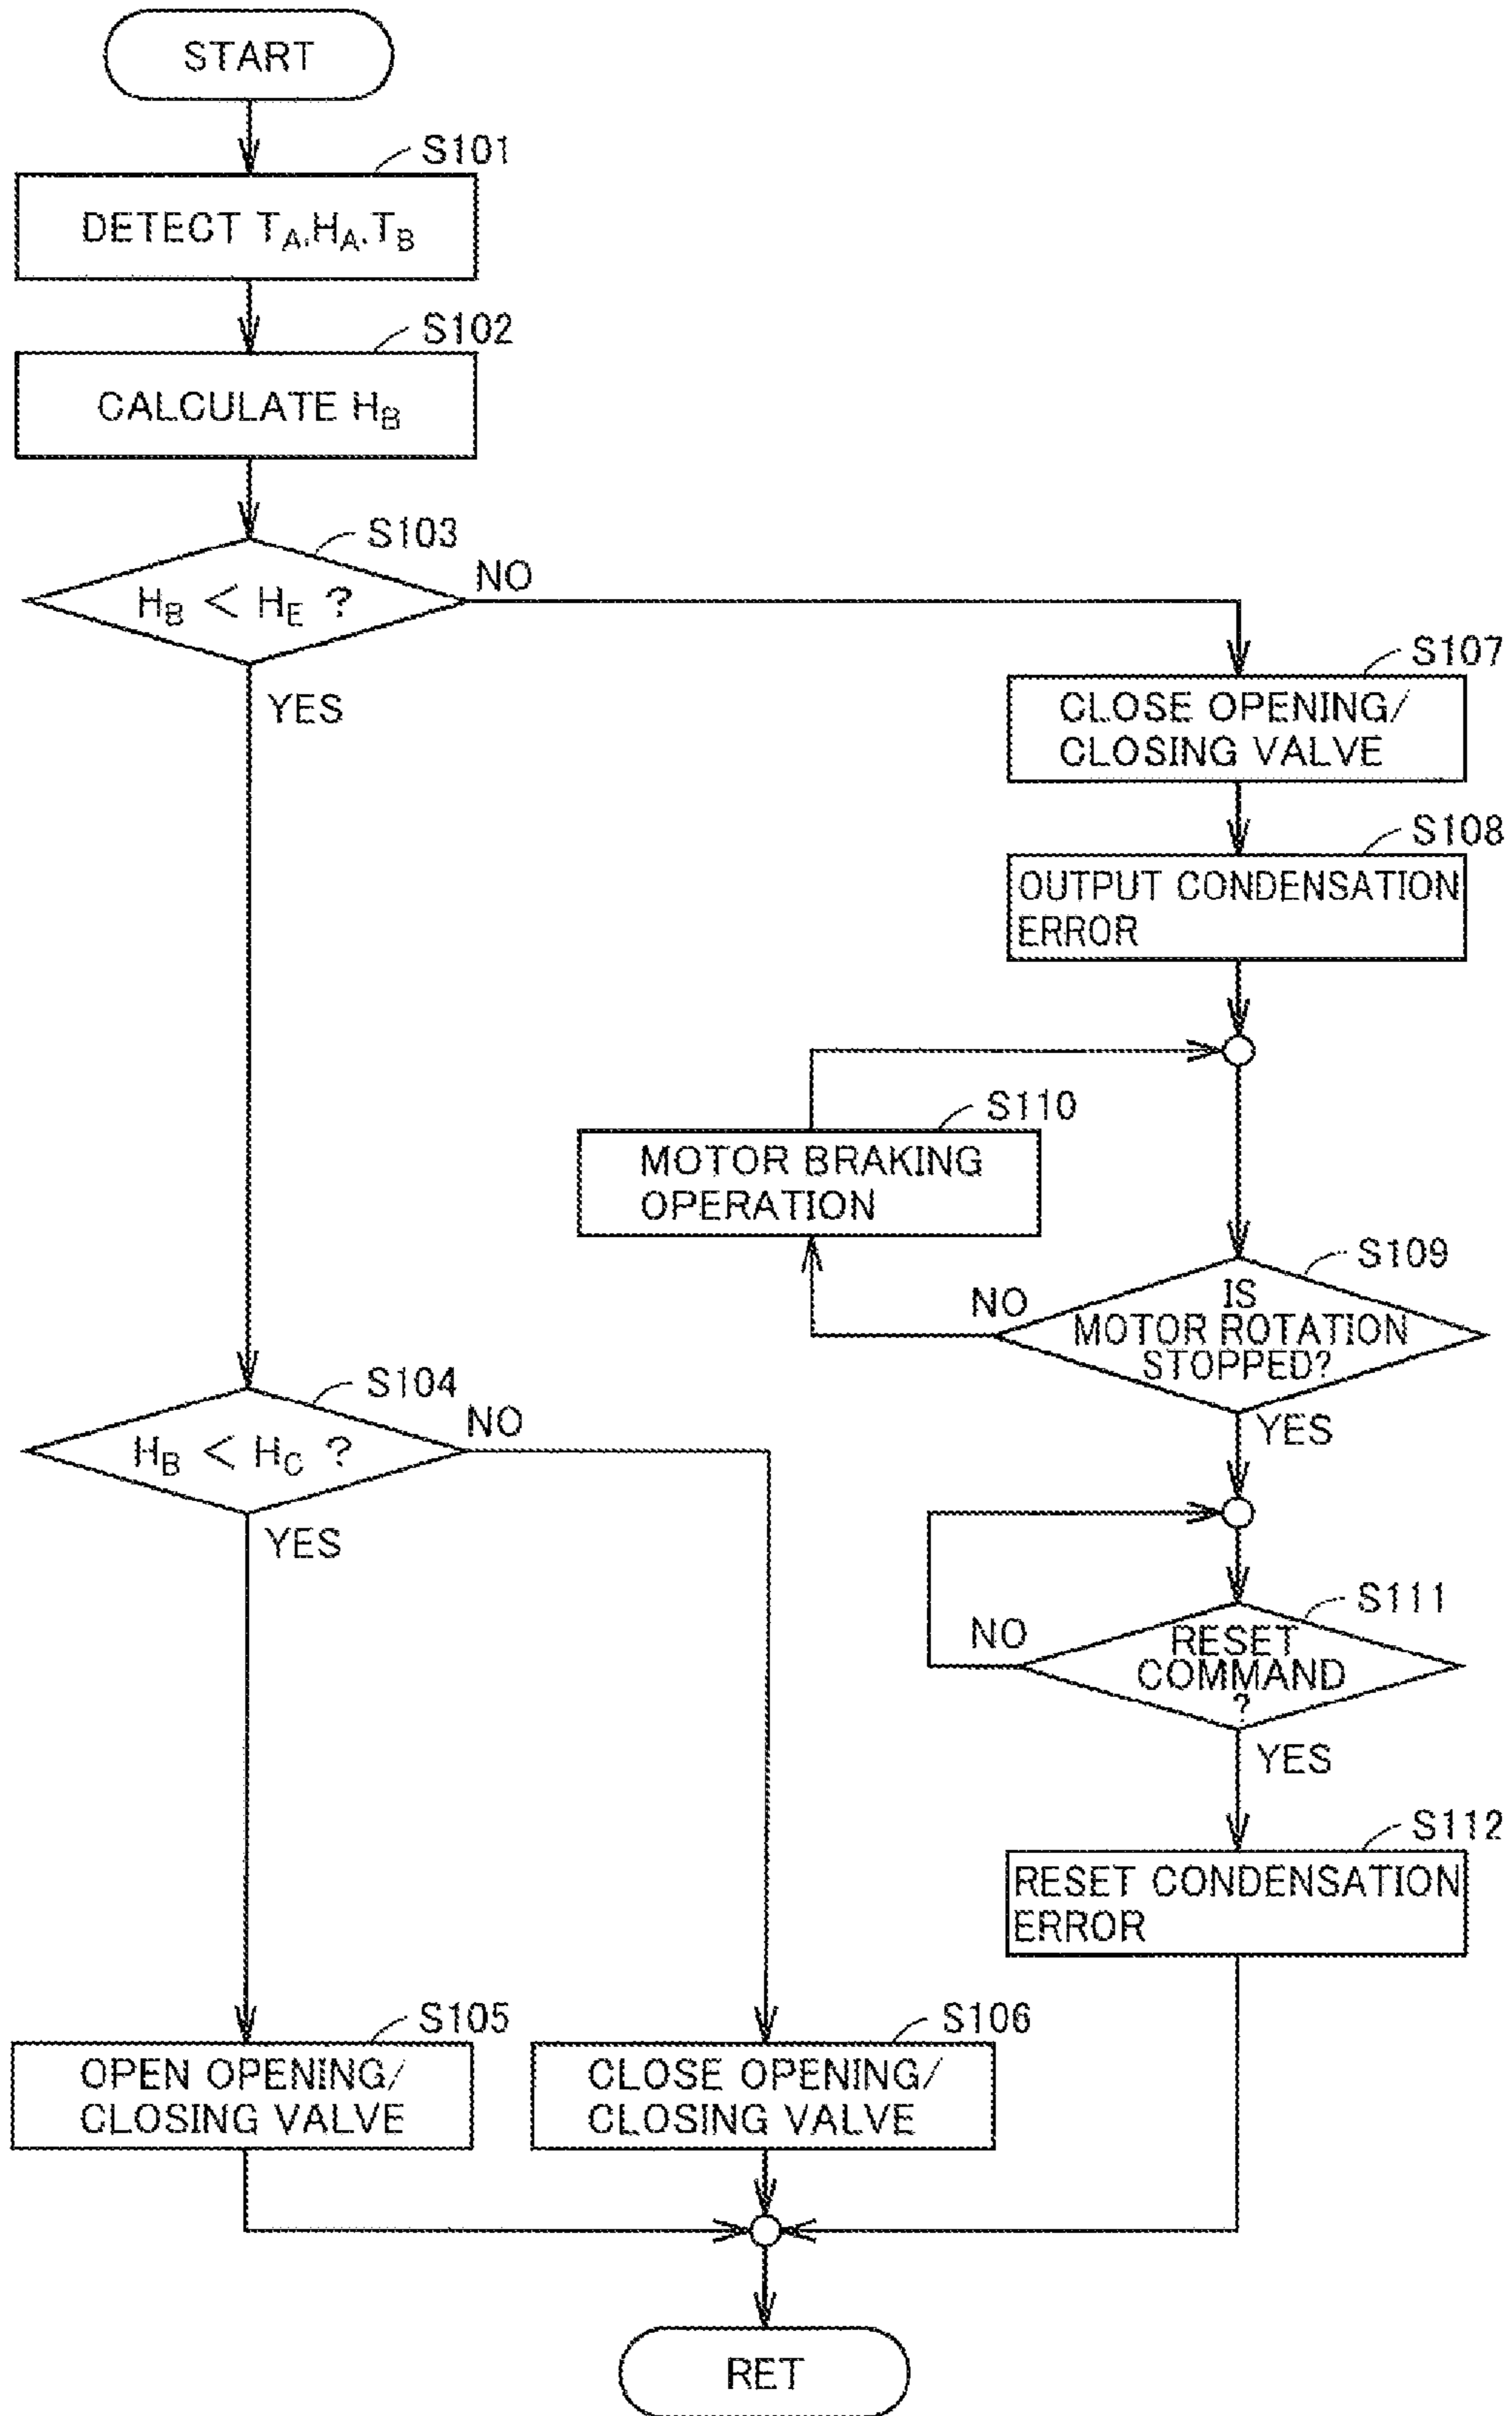 START
S101
DETECT TA.HA.TB
S102
CALCULATE HB
S103
HB < HE ?
NO
YES
S107
CLOSE OPENING/
CLOSING VALVE
S108
OUTPUT CONDENSATION
ERROR
S110
MOTOR BRAKING
OPERATION
S109
IS
MOTOR ROTATION
STOPPED?
NO
YES
S104
HB < HC ?
NO
YES
S111
RESET
COMMAND
?
NO
YES
S112
RESET CONDENSATION
ERROR
S105
OPEN OPENING/
CLOSING VALVE
S106
CLOSE OPENING/
CLOSING VALVE
RET